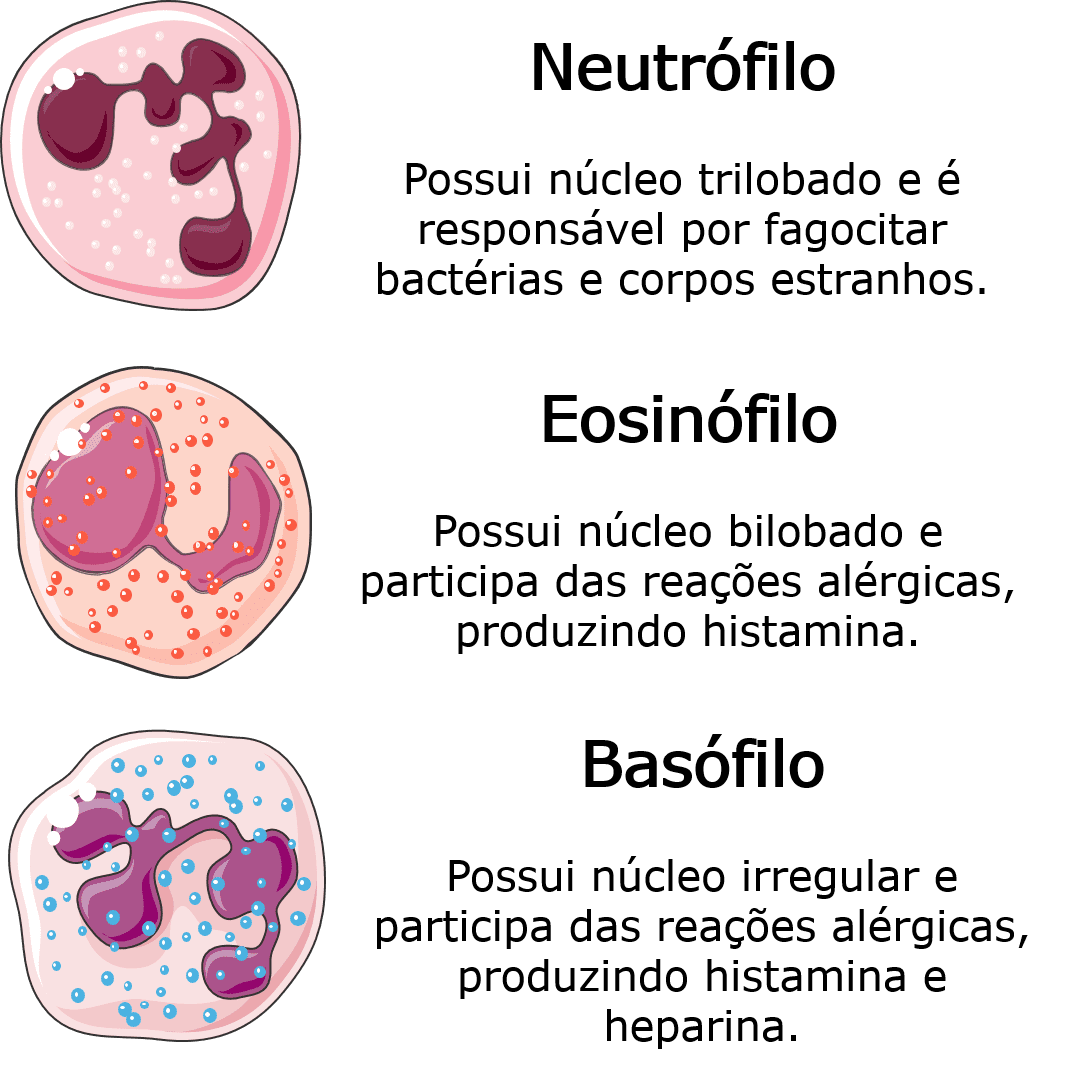 Neutrófilo
Possui núcleo trilobado e é
responsável por fagocitar
bactérias e corpos estranhos.
Eosinófilo
Possui núcleo bilobado e
participa das reações alérgicas,
produzindo histamina.
Basófilo
Possui núcleo irregular e
participa das reações alérgicas,
produzindo histamina e
heparina.